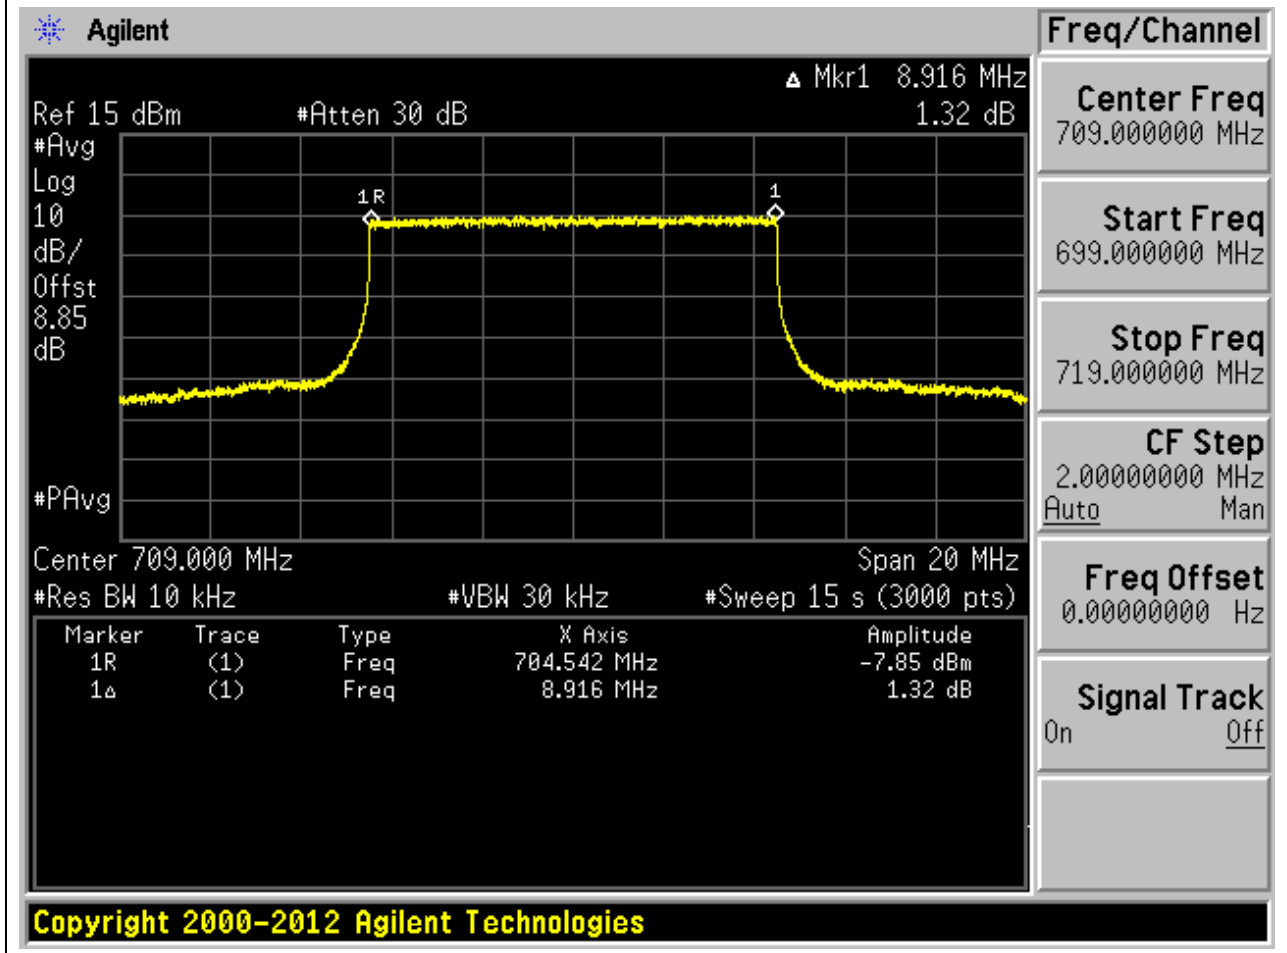 Agilent
Freq/Channel
Δ Mkr1 8.916 MHz
Ref 15 dBm #Atten 30 dB 1.32 dB
#Avg
Log
10
dB/
Offst
8.85
dB
1R
1
#PAvg
Center 709.000 MHz Span 20 MHz
#Res BW 10 kHz #VBW 30 kHz #Sweep 15 s (3000 pts)
Marker Trace Type X Axis Amplitude
1R (1) Freq 704.542 MHz -7.85 dBm
1Δ (1) Freq 8.916 MHz 1.32 dB
Center Freq
709.000000 MHz
Start Freq
699.000000 MHz
Stop Freq
719.000000 MHz
CF Step
2.00000000 MHz
Auto Man
Freq Offset
0.00000000 Hz
Signal Track
On Off
Copyright 2000-2012 Agilent Technologies